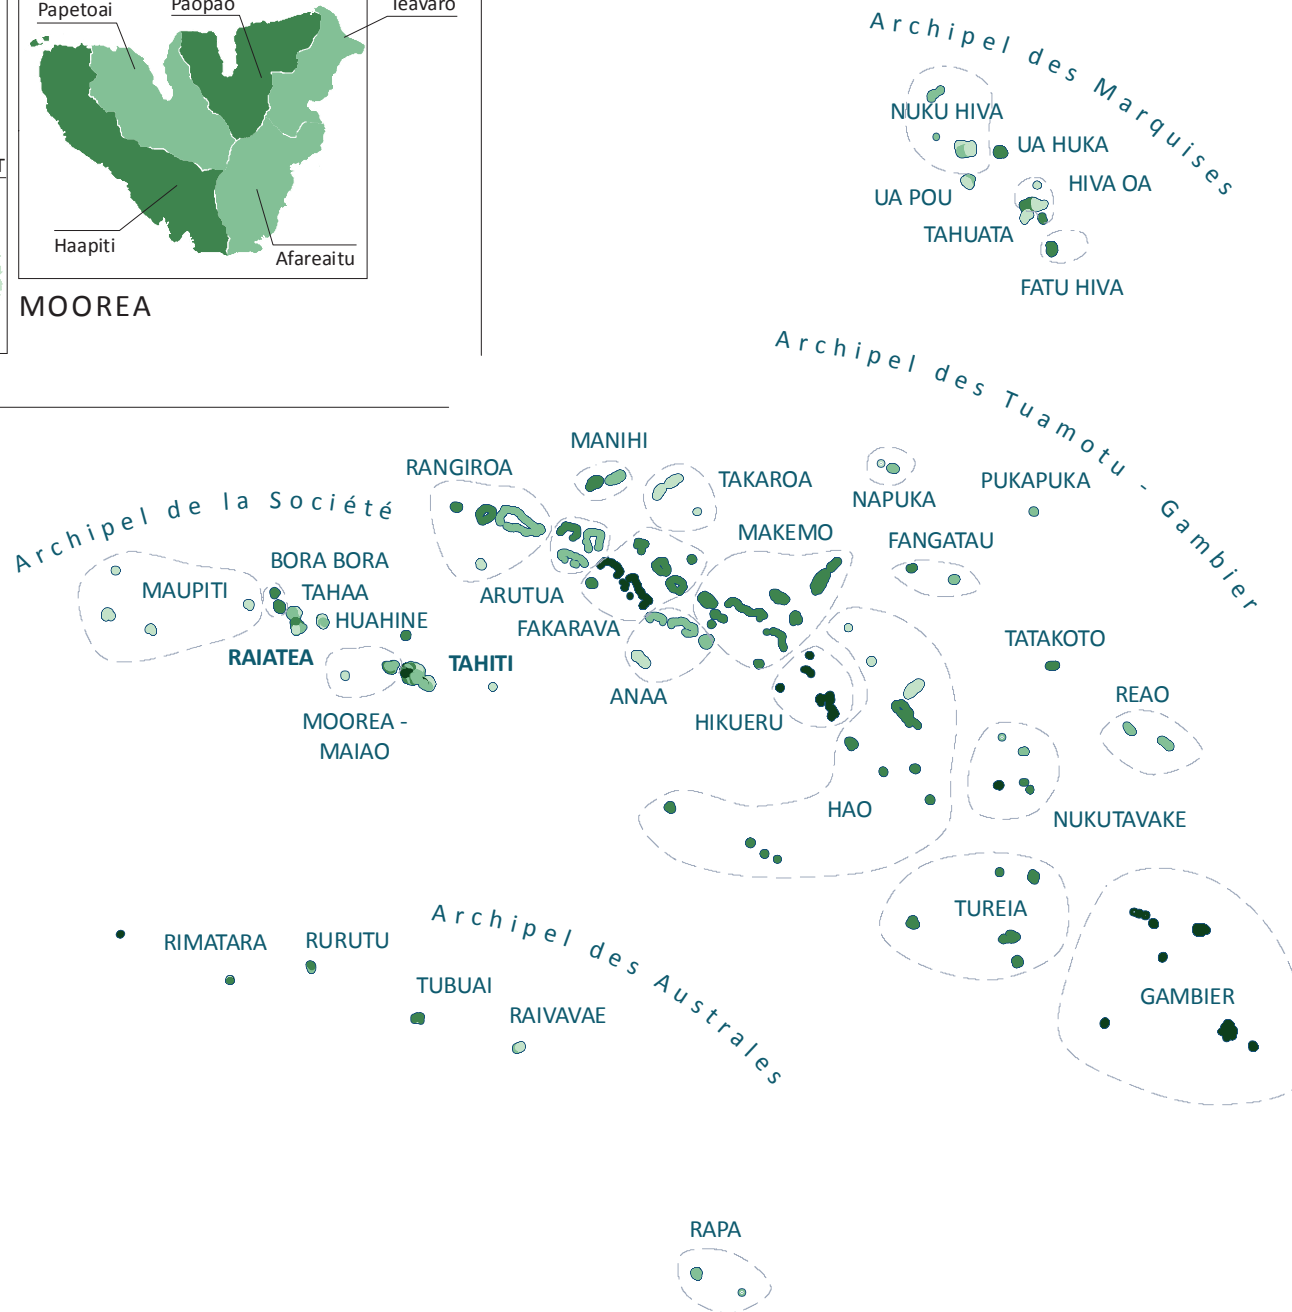 Papetoai
Paopao
Teavaro
Haapiti
Afareaitu
MOOREA
Archipel des Marquises
NUKU HIVA
UA HUKA
HIVA OA
UA POU
TAHUATA
FATU HIVA
Archipel des Tuamotu - Gambier
MANIHI
RANGIROA
TAKAROA
NAPUKA
PUKAPUKA
Archipel de la Société
MAKEMO
FANGATAU
BORA BORA
MAUPITI
TAHAA
ARUTUA
HUAHINE
FAKARAVA
TATAKOTO
RAIATEA
TAHITI
ANAA
REAO
MOOREA -
MAIAO
HIKUERU
HAO
NUKUTAVAKE
TUREIA
Archipel des Australes
RIMATARA
RURUTU
TUBUAI
GAMBIER
RAIVAVAE
RAPA